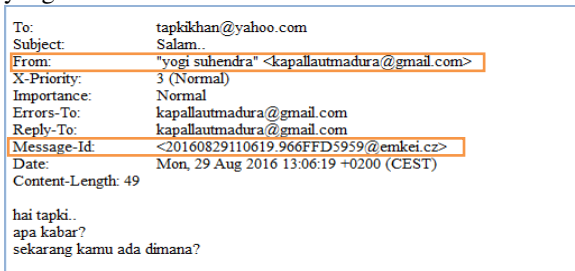 To: tapkikhan@yahoo.com
Subject: Salam..
From: "yogi suhendra" <kapallautmadura@gmail.com>
X-Priority: 3 (Normal)
Importance: Normal
Errors-To: kapallautmadura@gmail.com
Reply-To: kapallautmadura@gmail.com
Message-Id: <20160829110619.966FFD5959@emkei.cz>
Date: Mon, 29 Aug 2016 13:06:19 +0200 (CEST)
Content-Length: 49
hai tapki..
apa kabar?
sekarang kamu ada dimana?